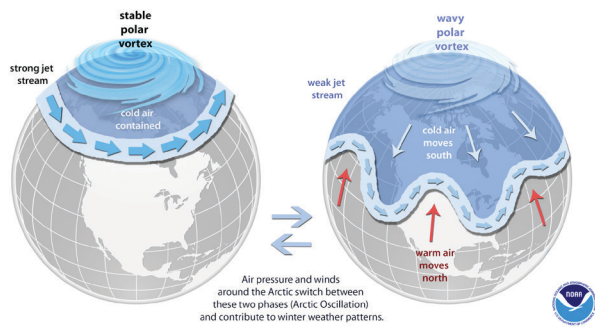 stable
polar
vortex
strong jet
stream
cold air
contained
wavy
polar
vortex
weak jet
stream
cold air
moves
south
warm air
moves
north
Air pressure and winds
around the Arctic switch between
these two phases (Arctic Oscillation)
and contribute to winter weather patterns.
NOAA